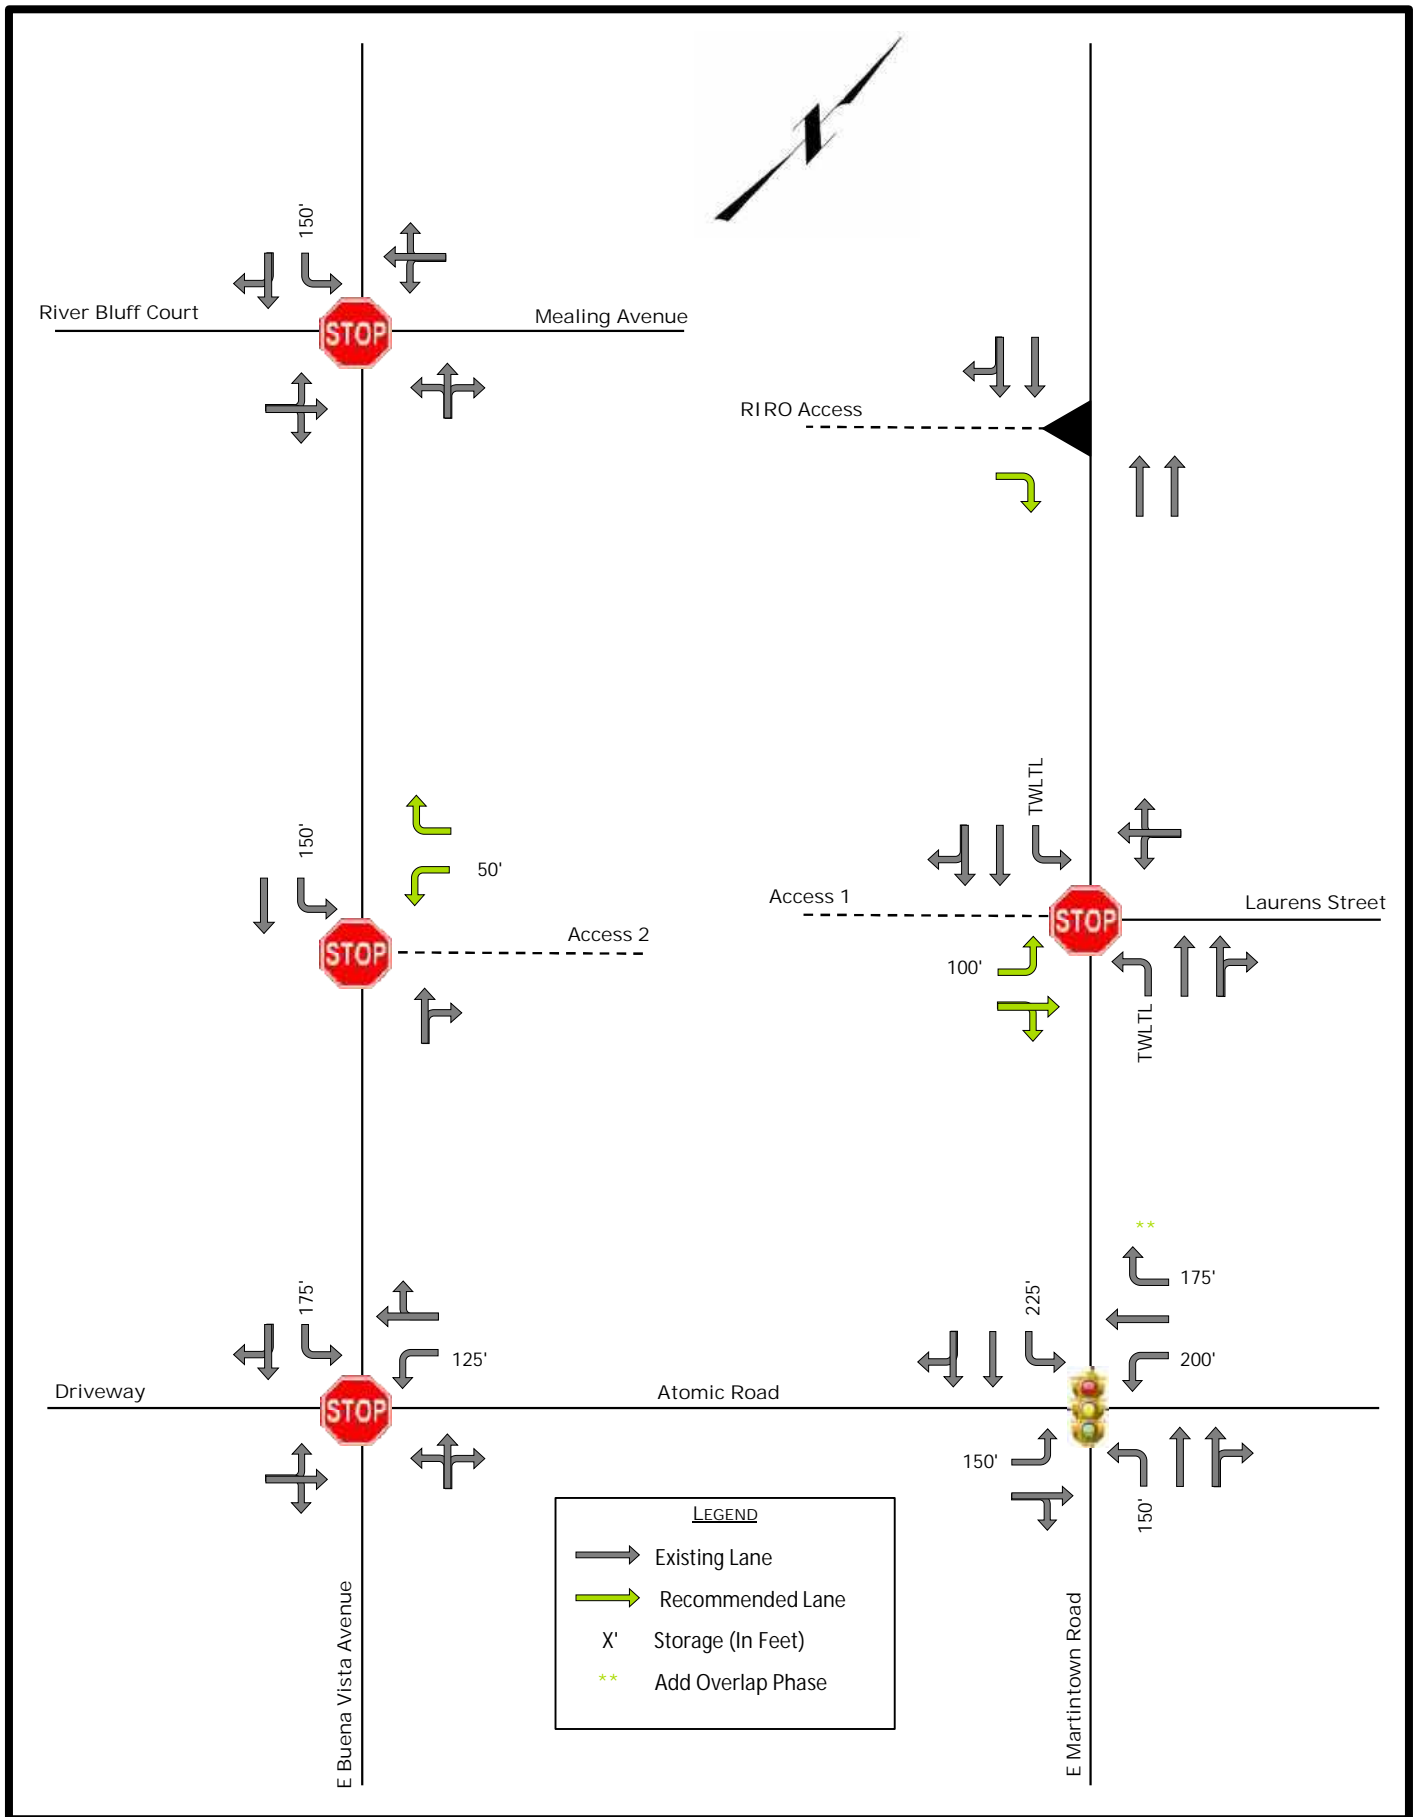 150'
River Bluff Court
STOP
Mealing Avenue
RIRO Access
TWLTL
150'
50'
Access 1
STOP
Laurens Street
STOP
Access 2
100'
TWLTL
**
175'
175'
225'
125'
200'
Driveway
STOP
Atomic Road
150'
150'
LEGEND
Existing Lane
Recommended Lane
X' Storage (In Feet)
** Add Overlap Phase
E Buena Vista Avenue
E Martintown Road